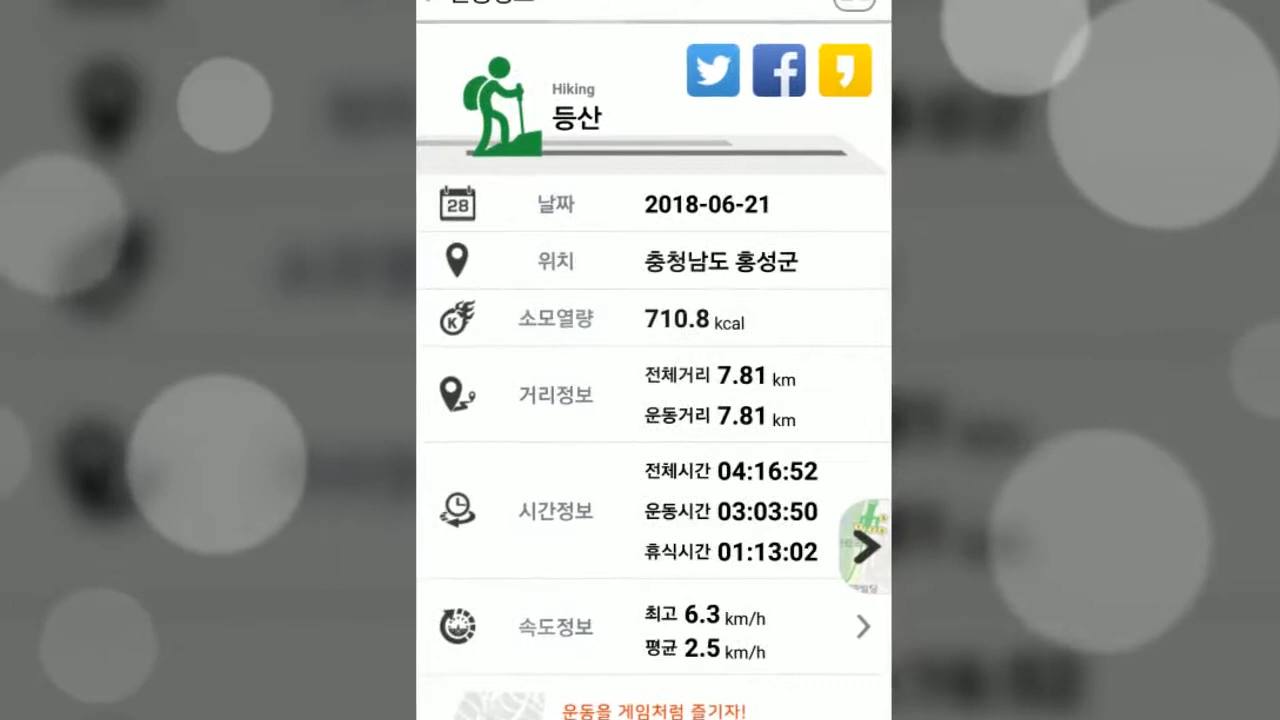 Hiking
등산
28 날짜 2018-06-21
위치 충청남도 홍성군
K 소모열량 710.8 kcal
거리정보
전체거리 7.81 km
운동거리 7.81 km
시간정보
전체시간 04:16:52
운동시간 03:03:50
휴식시간 01:13:02
속도정보
최고 6.3 km/h
평균 2.5 km/h
운동을 게임처럼 즐기자!